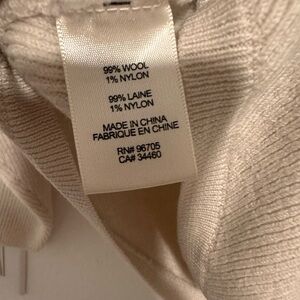 99% WOOL
1% NYLON
99% LAINE
1% NYLON
MADE IN CHINA
FABRIQUE EN CHINE
RN# 96705
CA# 34460